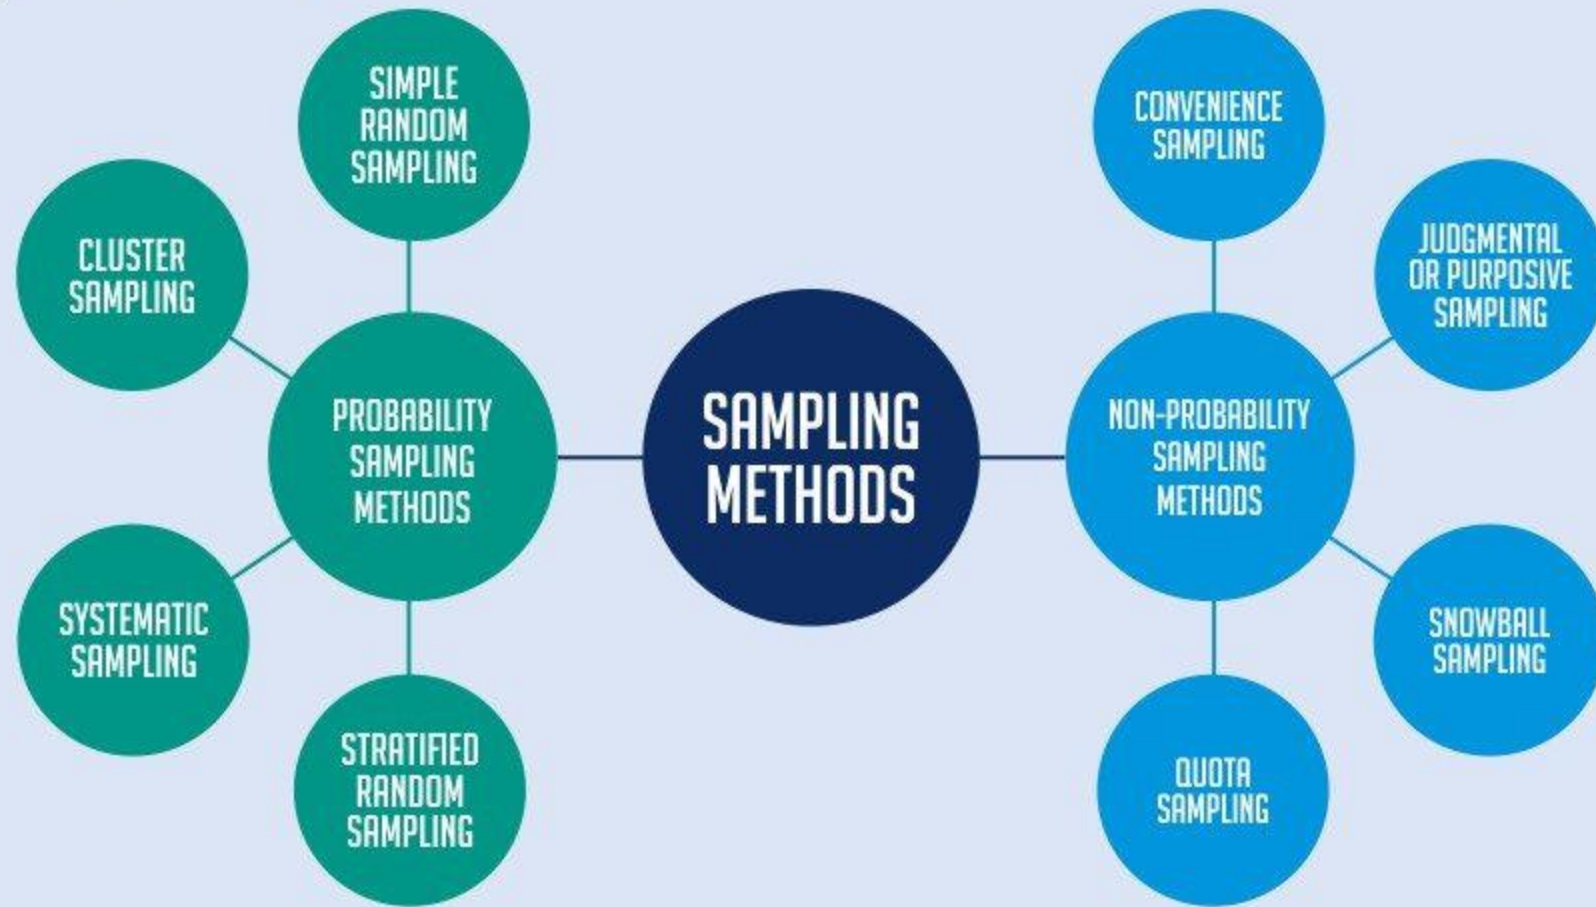 SIMPLE
RANDOM
SAMPLING
CLUSTER
SAMPLING
PROBABILITY
SAMPLING
METHODS
SYSTEMATIC
SAMPLING
STRATIFIED
RANDOM
SAMPLING
SAMPLING
METHODS
CONVENIENCE
SAMPLING
JUDGMENTAL
OR PURPOSIVE
SAMPLING
NON-PROBABILITY
SAMPLING
METHODS
SNOWBALL
SAMPLING
QUOTA
SAMPLING